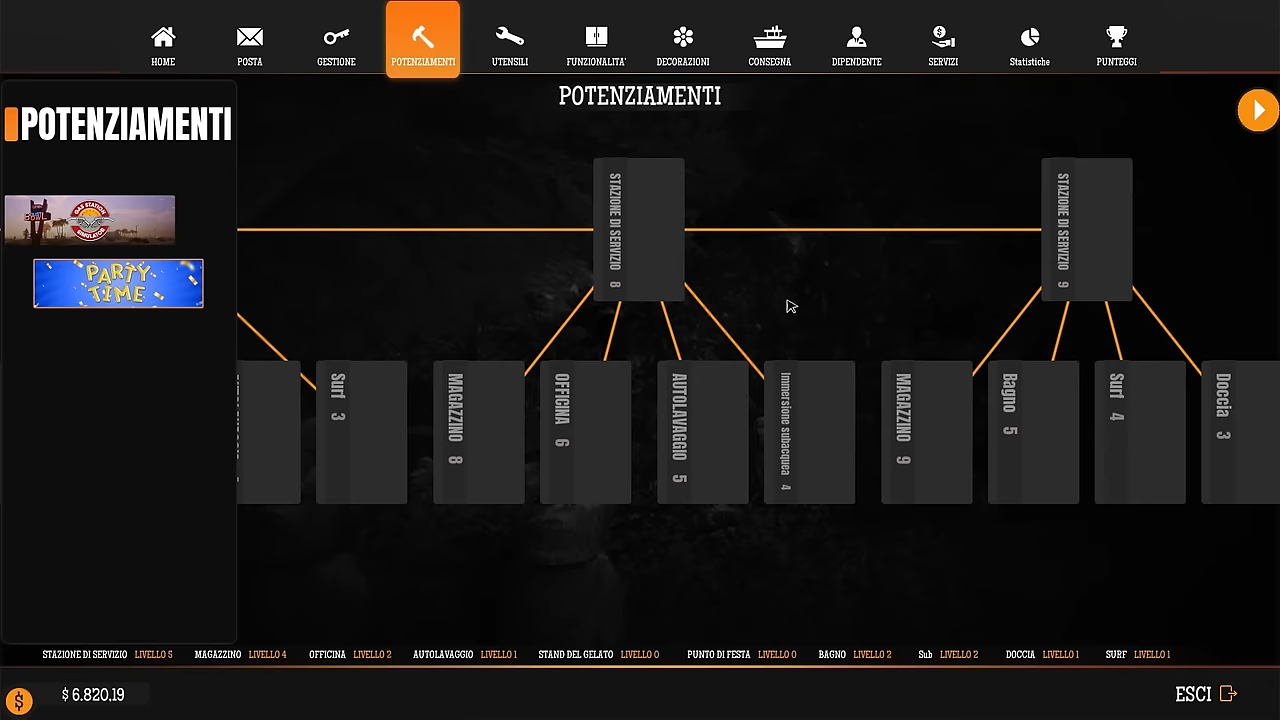 HOME
POSTA
GESTIONE
POTENZIAMENTI
UTENSILI
FUNZIONALITA'
DECORAZIONI
CONSEGNA
DIPENDENTE
SERVIZI
Statistiche
PUNTEGGI
POTENZIAMENTI
POTENZIAMENTI
GAS STATION
SIMULATOR
PARTY
TIME
STAZIONE DI SERVIZIO 8
STAZIONE DI SERVIZIO 9
Surf 3
MAGAZZINO 8
OFFICINA 6
AUTOLAVAGGIO 5
Immersione subacquea 4
MAGAZZINO 9
Bagno 5
Surf 4
Doccia 3
STAZIONE DI SERVIZIO LIVELLO 5 MAGAZZINO LIVELLO 4 OFFICINA LIVELLO 2 AUTOLAVAGGIO LIVELLO 1 STAND DEL GELATO LIVELLO 0 PUNTO DI FESTA LIVELLO 0 BAGNO LIVELLO 2 Sub LIVELLO 2 DOCCIA LIVELLO 1 SURF LIVELLO 1
$ 6.820,19
ESCI